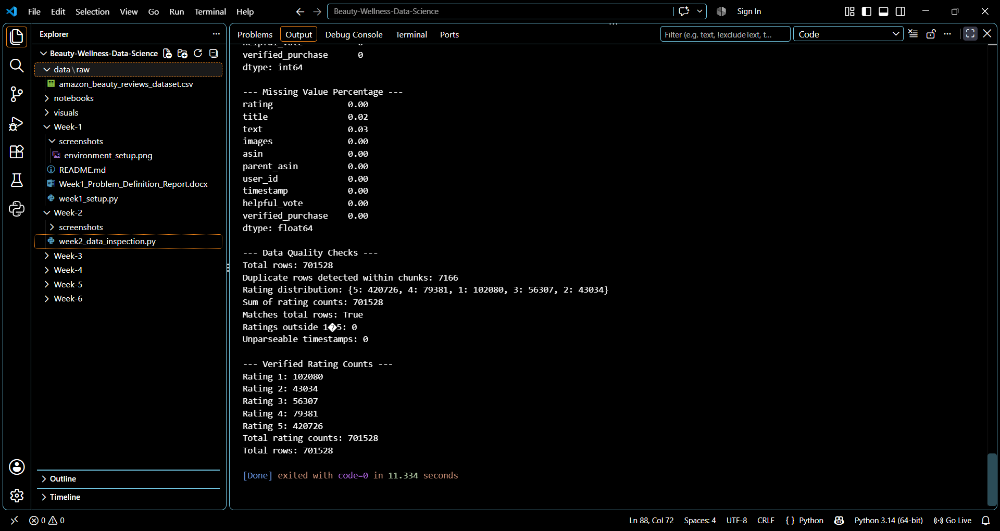 File Edit Selection View Go Run Terminal Help
Beauty-Wellness-Data-Science
Sign In
Explorer
Beauty-Wellness-Data-Science
data\raw
amazon_beauty_reviews_dataset.csv
notebooks
visuals
Week-1
screenshots
environment_setup.png
README.md
Week1_Problem_Definition_Report.docx
week1_setup.py
Week-2
screenshots
week2_data_inspection.py
Week-3
Week-4
Week-5
Week-6
Outline
Timeline
Problems Output Debug Console Terminal Ports
Filter (e.g. text, !excludeText, t...
Code
helpful_vote 0
verified_purchase 0
dtype: int64
--- Missing Value Percentage ---
rating 0.00
title 0.02
text 0.03
images 0.00
asin 0.00
parent_asin 0.00
user_id 0.00
timestamp 0.00
helpful_vote 0.00
verified_purchase 0.00
dtype: float64
--- Data Quality Checks ---
Total rows: 701528
Duplicate rows detected within chunks: 7166
Rating distribution: {5: 420726, 4: 79381, 1: 102080, 3: 56307, 2: 43034}
Sum of rating counts: 701528
Matches total rows: True
Ratings outside 1�5: 0
Unparseable timestamps: 0
--- Verified Rating Counts ---
Rating 1: 102080
Rating 2: 43034
Rating 3: 56307
Rating 4: 79381
Rating 5: 420726
Total rating counts: 701528
Total rows: 701528
[Done] exited with code=0 in 11.334 seconds
0 0
Ln 88, Col 72 Spaces: 4 UTF-8 CRLF { } Python Python 3.14 (64-bit) Go Live